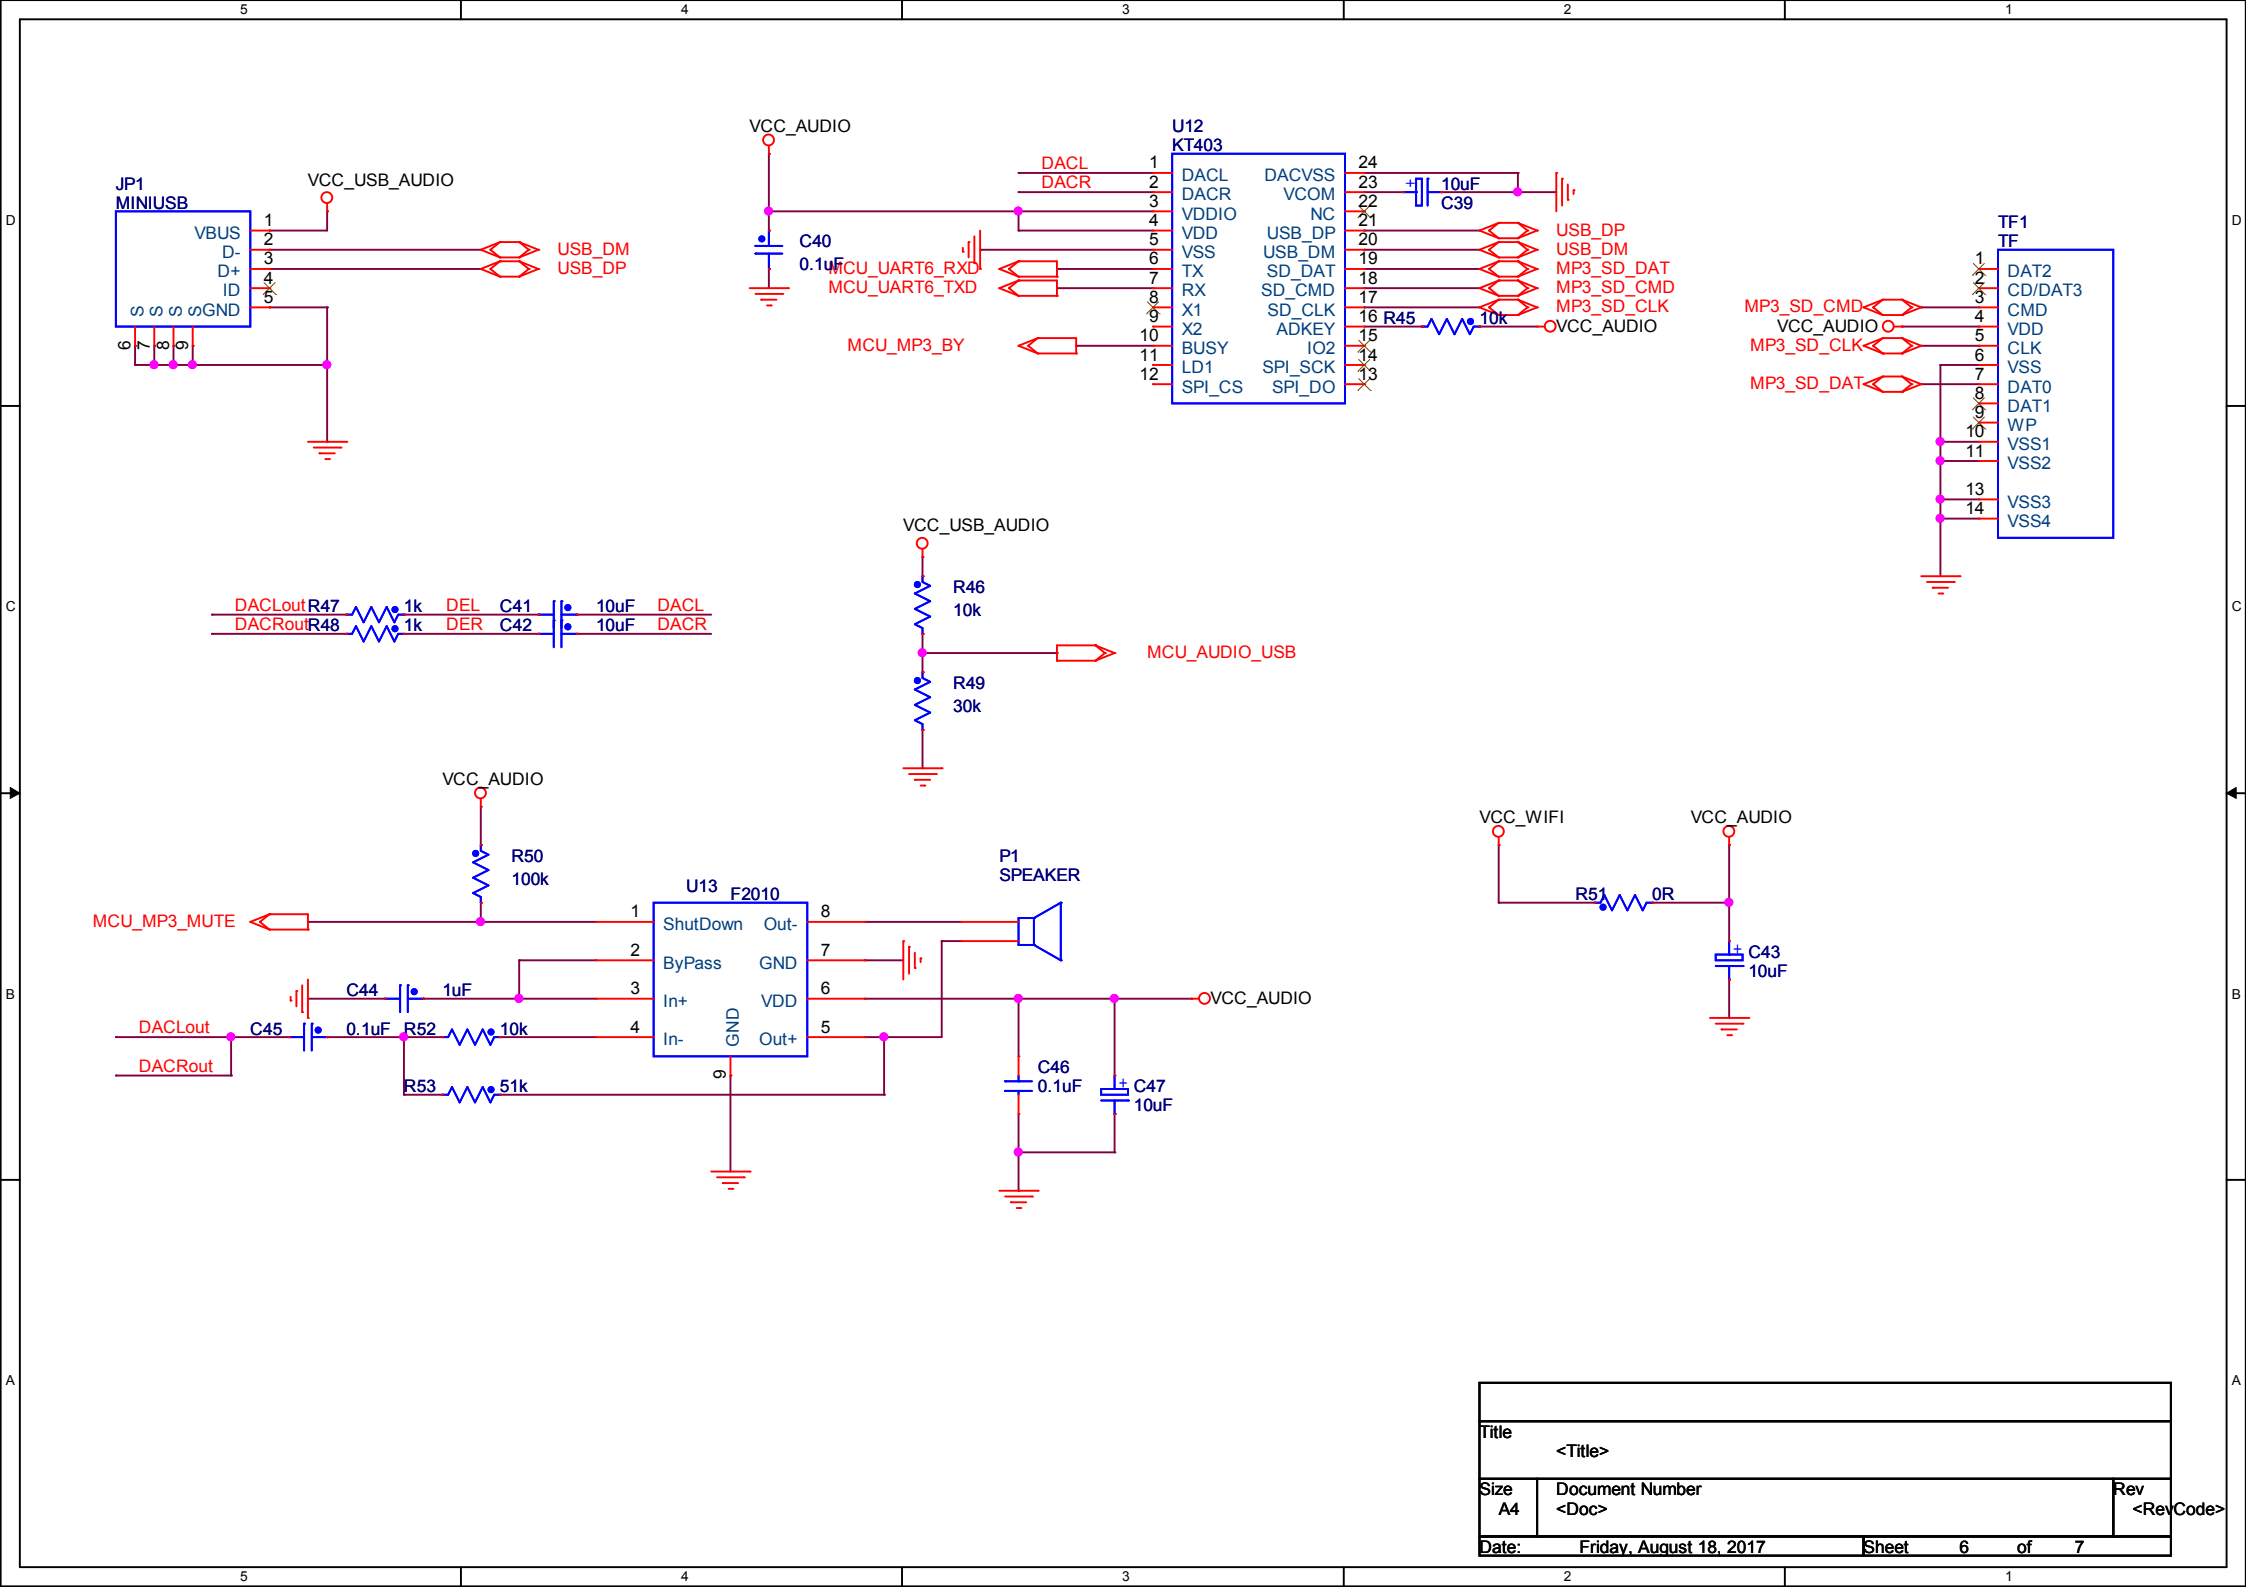 5 4 3 2 1
D
C
B
A
D
C
B
A
JP1
MINIUSB
VCC_USB_AUDIO
VBUS 1
D- 2
D+ 3
ID 4
GND 5
S S S S
6 7 8 9
USB_DM
USB_DP
VCC_AUDIO
C40
0.1uF
U12
KT403
DACL 1 DACL
DACR 2 DACR
3 VDDIO
4 VDD
5 VSS
MCU_UART6_RXD 6 TX
MCU_UART6_TXD 7 RX
8 X1
9 X2
MCU_MP3_BY 10 BUSY
11 LD1
12 SPI_CS
DACVSS 24
VCOM 23 + 10uF
C39
NC 22
USB_DP 21 USB_DP
USB_DM 20 USB_DM
SD_DAT 19 MP3_SD_DAT
SD_CMD 18 MP3_SD_CMD
SD_CLK 17 MP3_SD_CLK
ADKEY 16 R45 10k VCC_AUDIO
IO2 15
SPI_SCK 14
SPI_DO 13
TF1
TF
1 DAT2
2 CD/DAT3
MP3_SD_CMD 3 CMD
VCC_AUDIO 4 VDD
MP3_SD_CLK 5 CLK
6 VSS
MP3_SD_DAT 7 DAT0
8 DAT1
9 WP
10 VSS1
11 VSS2
13 VSS3
14 VSS4
DACLout R47 1k DEL C41 10uF DACL
DACRout R48 1k DER C42 10uF DACR
VCC_USB_AUDIO
R46
10k
MCU_AUDIO_USB
R49
30k
VCC_AUDIO
R50
100k
U13 F2010
MCU_MP3_MUTE 1 ShutDown
2 ByPass
C44 1uF 3 In+
DACLout C45 0.1uF R52 10k 4 In-
DACRout
R53 51k
Out- 8
GND 7
VDD 6 VCC_AUDIO
Out+ 5
GND 9
P1
SPEAKER
C46
0.1uF
+ C47
10uF
VCC_WIFI VCC_AUDIO
R51 0R
+ C43
10uF
Title
<Title>
Size Document Number Rev
A4 <Doc> <RevCode>
Date: Friday, August 18, 2017 Sheet 6 of 7
5 4 3 2 1